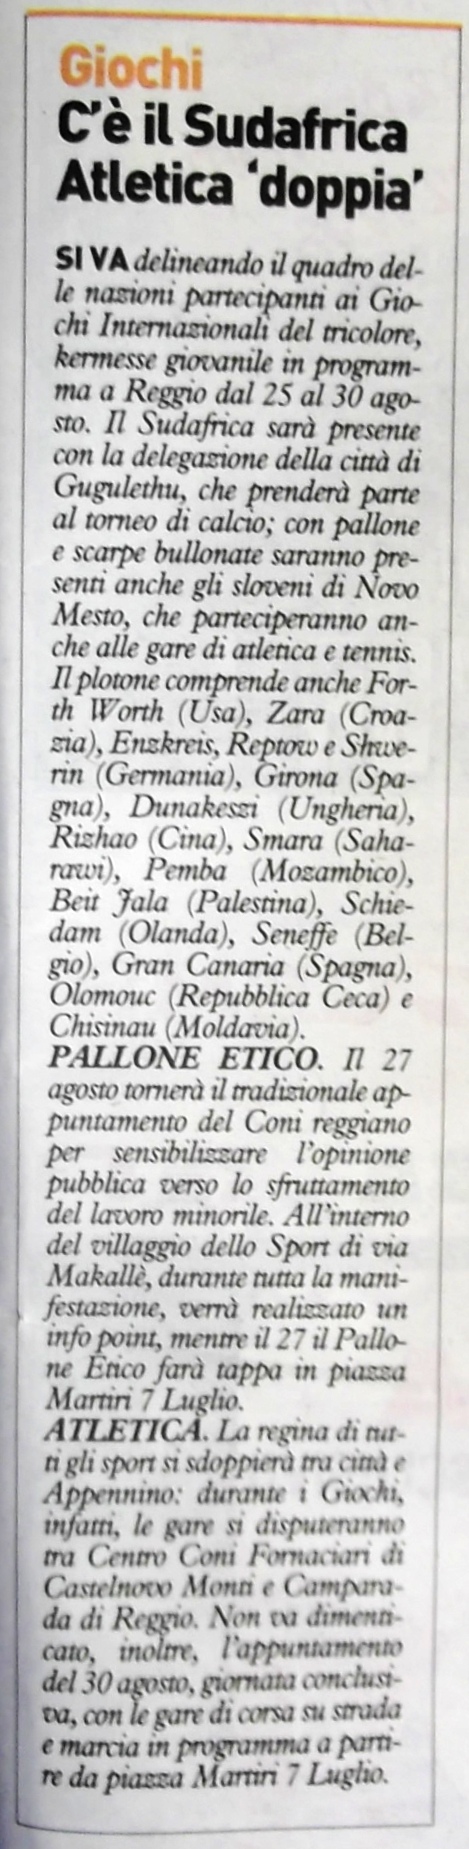 Giochi
C'è il Sudafrica
Atletica 'doppia'
SI VA delineando il quadro del-
le nazioni partecipanti ai Gio-
chi Internazionali del tricolore,
kermesse giovanile in program-
ma a Reggio dal 25 al 30 ago-
sto. Il Sudafrica sarà presente
con la delegazione della città di
Gugulethu, che prenderà parte
al torneo di calcio; con pallone
e scarpe bullonate saranno pre-
senti anche gli sloveni di Novo
Mesto, che parteciperanno an-
che alle gare di atletica e tennis.
Il plotone comprende anche For-
th Worth (Usa), Zara (Croa-
zia), Enzkreis, Reptow e Shwe-
rin (Germania), Girona (Spa-
gna), Dunakeszi (Ungheria),
Rizhao (Cina), Smara (Saha-
rawi), Pemba (Mozambico),
Beit Jala (Palestina), Schie-
dam (Olanda), Seneffe (Bel-
gio), Gran Canaria (Spagna),
Olomouc (Repubblica Ceca) e
Chisinau (Moldavia).
PALLONE ETICO. Il 27
agosto tornerà il tradizionale ap-
puntamento del Coni reggiano
per sensibilizzare l'opinione
pubblica verso lo sfruttamento
del lavoro minorile. All'interno
del villaggio dello Sport di via
Makallè, durante tutta la mani-
festazione, verrà realizzato un
info point, mentre il 27 il Pallo-
ne Etico farà tappa in piazza
Martiri 7 Luglio.
ATLETICA. La regina di tut-
ti gli sport si sdoppierà tra città e
Appennino: durante i Giochi,
infatti, le gare si disputeranno
tra Centro Coni Fornaciari di
Castelnovo Monti e Campara-
da di Reggio. Non va dimenti-
cato, inoltre, l'appuntamento
del 30 agosto, giornata conclusi-
va, con le gare di corsa su strada
e marcia in programma a parti-
re da piazza Martiri 7 Luglio.